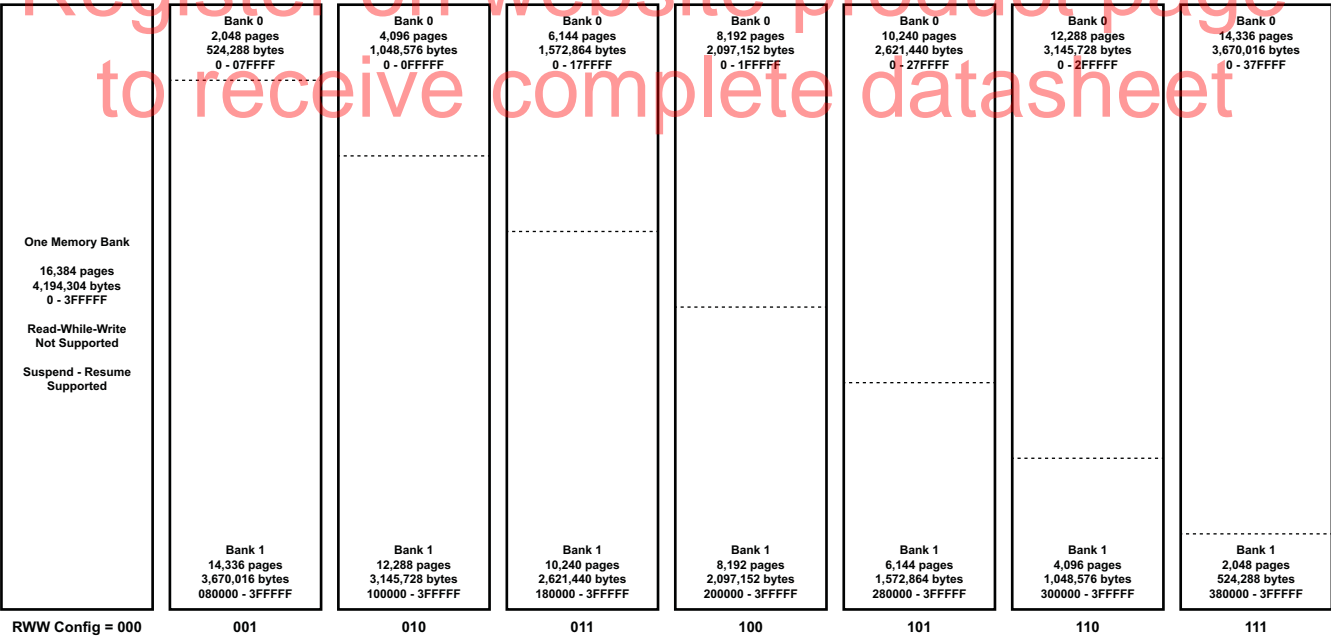 Register on website product page
to receive complete datasheet
One Memory Bank
16,384 pages
4,194,304 bytes
0 - 3FFFFF
Read-While-Write
Not Supported
Suspend - Resume
Supported
RWW Config = 000
Bank 0
2,048 pages
524,288 bytes
0 - 07FFFF
Bank 1
14,336 pages
3,670,016 bytes
080000 - 3FFFFF
001
Bank 0
4,096 pages
1,048,576 bytes
0 - 0FFFFF
Bank 1
12,288 pages
3,145,728 bytes
100000 - 3FFFFF
010
Bank 0
6,144 pages
1,572,864 bytes
0 - 17FFFF
Bank 1
10,240 pages
2,621,440 bytes
180000 - 3FFFFF
011
Bank 0
8,192 pages
2,097,152 bytes
0 - 1FFFFF
Bank 1
8,192 pages
2,097,152 bytes
200000 - 3FFFFF
100
Bank 0
10,240 pages
2,621,440 bytes
0 - 27FFFF
Bank 1
6,144 pages
1,572,864 bytes
280000 - 3FFFFF
101
Bank 0
12,288 pages
3,145,728 bytes
0 - 2FFFFF
Bank 1
4,096 pages
1,048,576 bytes
300000 - 3FFFFF
110
Bank 0
14,336 pages
3,670,016 bytes
0 - 37FFFF
Bank 1
2,048 pages
524,288 bytes
380000 - 3FFFFF
111